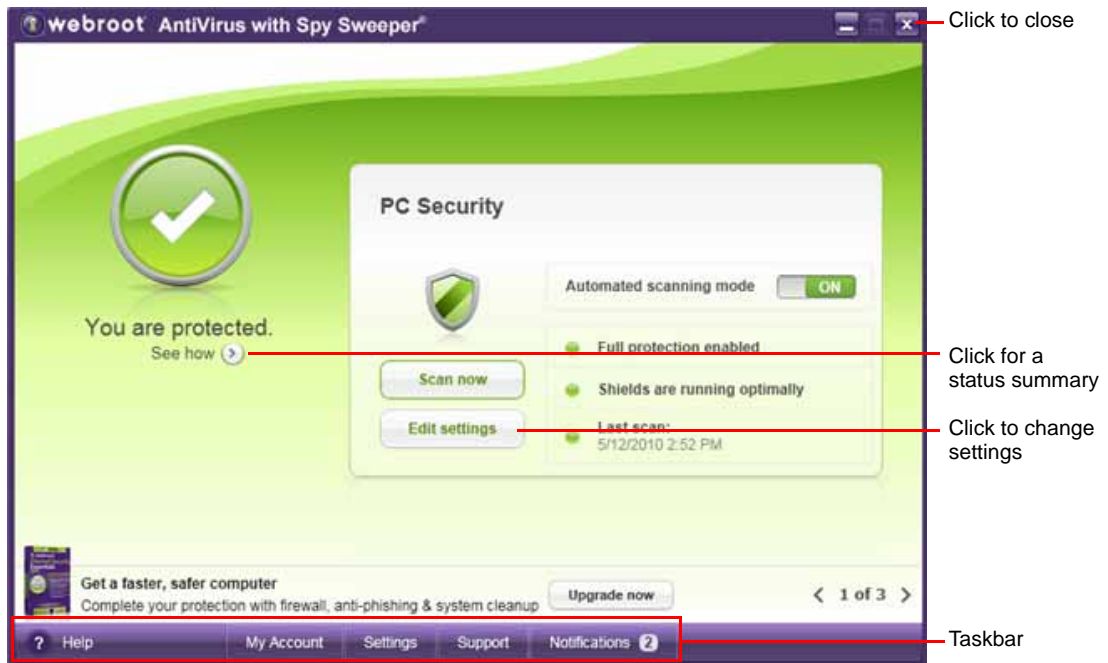 webroot AntiVirus with Spy Sweeper®
Click to close
PC Security
Automated scanning mode ON
You are protected.
See how
Full protection enabled
Click for a
status summary
Scan now
Shields are running optimally
Edit settings
Last scan:
5/12/2010 2:52 PM
Click to change
settings
Get a faster, safer computer
Complete your protection with firewall, anti-phishing & system cleanup
Upgrade now
< 1 of 3 >
? Help My Account Settings Support Notifications 2
Taskbar